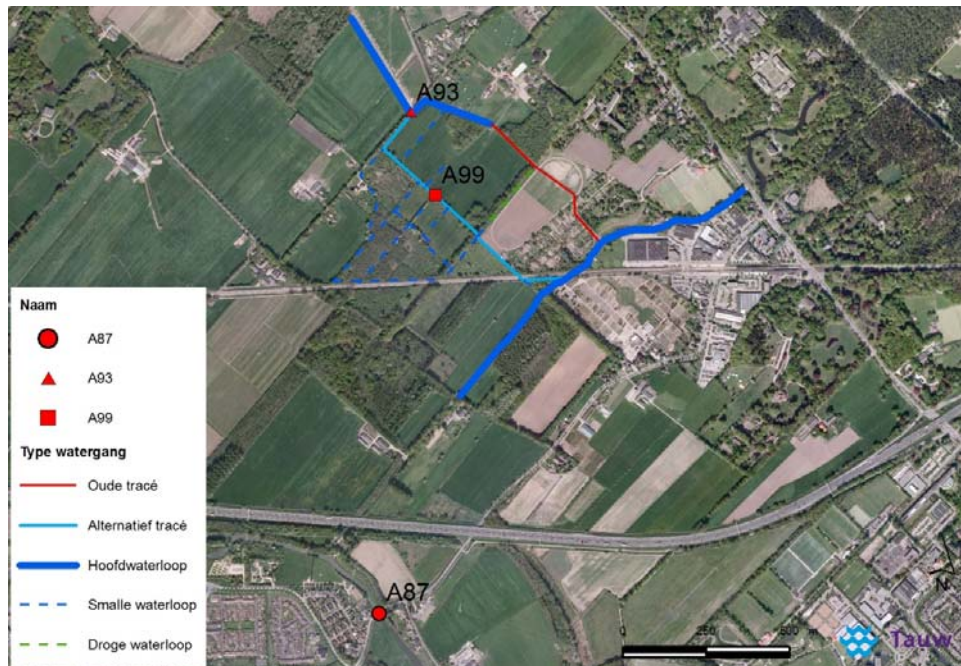 A93
A99
Naam
A87
A93
A99
Type watergang
Oude tracé
Alternatief tracé
Hoofdwaterloop
Smalle waterloop
Droge waterloop
A87
N
0 250 500 m
Tauw